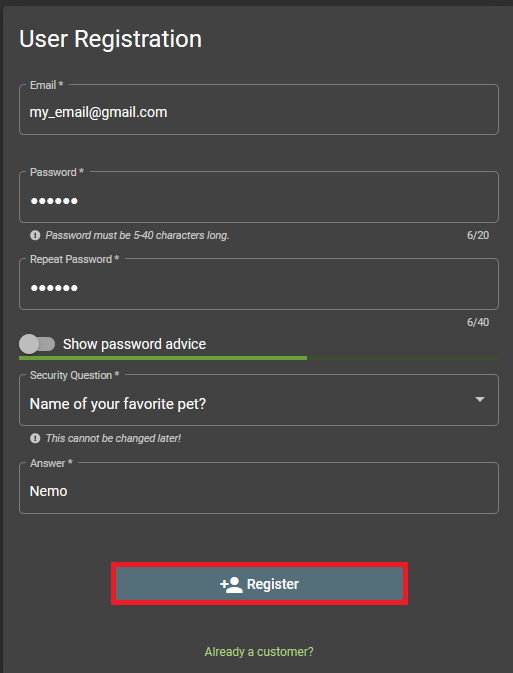 User Registration
Email *
my_email@gmail.com
Password *
••••••
Password must be 5-40 characters long. 6/20
Repeat Password *
••••••
6/40
Show password advice
Security Question *
Name of your favorite pet?
This cannot be changed later!
Answer *
Nemo
Register
Already a customer?